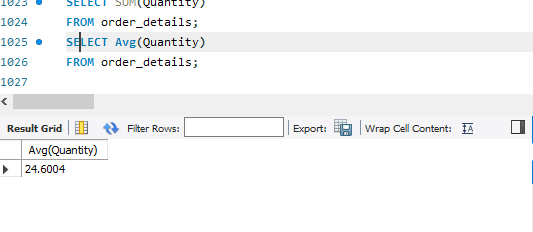 1023 SELECT SUM(Quantity)
1024 FROM order_details;
1025 SELECT Avg(Quantity)
1026 FROM order_details;
1027
Result Grid Filter Rows: Export: Wrap Cell Content: IA
Avg(Quantity)
24.6004